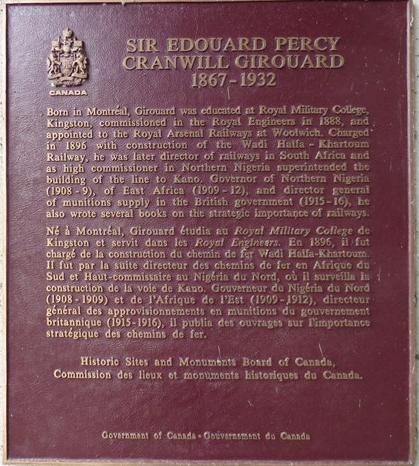 CANADA
SIR EDOUARD PERCY
CRANWILL GIROUARD
1867-1932
Born in Montréal, Girouard was educated at Royal Military College,
Kingston, commissioned in the Royal Engineers in 1888, and
appointed to the Royal Arsenal Railways at Woolwich. Charged
in 1896 with construction of the Wadi Halfa - Khartoum
Railway, he was later director of railways in South Africa and
as high commissioner in Northern Nigeria superintended the
building of the line to Kano. Governor of Northern Nigeria
(1908-9), of East Africa (1909-12), and director general
of munitions supply in the British government (1915-16), he
also wrote several books on the strategic importance of railways.
Né à Montréal, Girouard étudia au Royal Military College de
Kingston et servit dans les Royal Engineers. En 1896, il fut
chargé de la construction du chemin de fer Wadi Halfa-Khartoum.
Il fut par la suite directeur des chemins de fer en Afrique du
Sud et Haut-commissaire au Nigéria du Nord, où il surveilla la
construction de la voie de Kano. Gouverneur du Nigéria du Nord
(1908-1909) et de l'Afrique de l'Est (1909-1912), directeur
général des approvisionnements en munitions du gouvernement
britannique (1915-1916), il publia des ouvrages sur l'importance
stratégique des chemins de fer.
Historic Sites and Monuments Board of Canada,
Commission des lieux et monuments historiques du Canada.
Government of Canada - Gouvernement du Canada